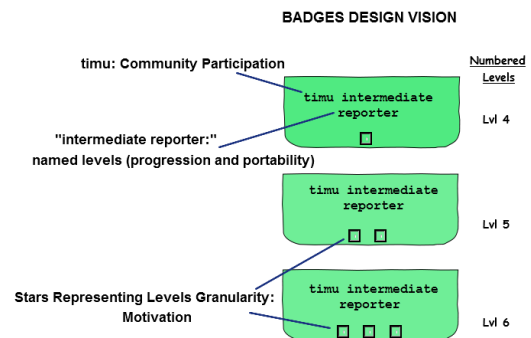 BADGES DESIGN VISION
timu: Community Participation
Numbered
Levels
timu intermediate
reporter
Lvl 4
"intermediate reporter:"
named levels (progression and portability)
timu intermediate
reporter
Lvl 5
Stars Representing Levels Granularity:
Motivation
timu intermediate
reporter
Lvl 6